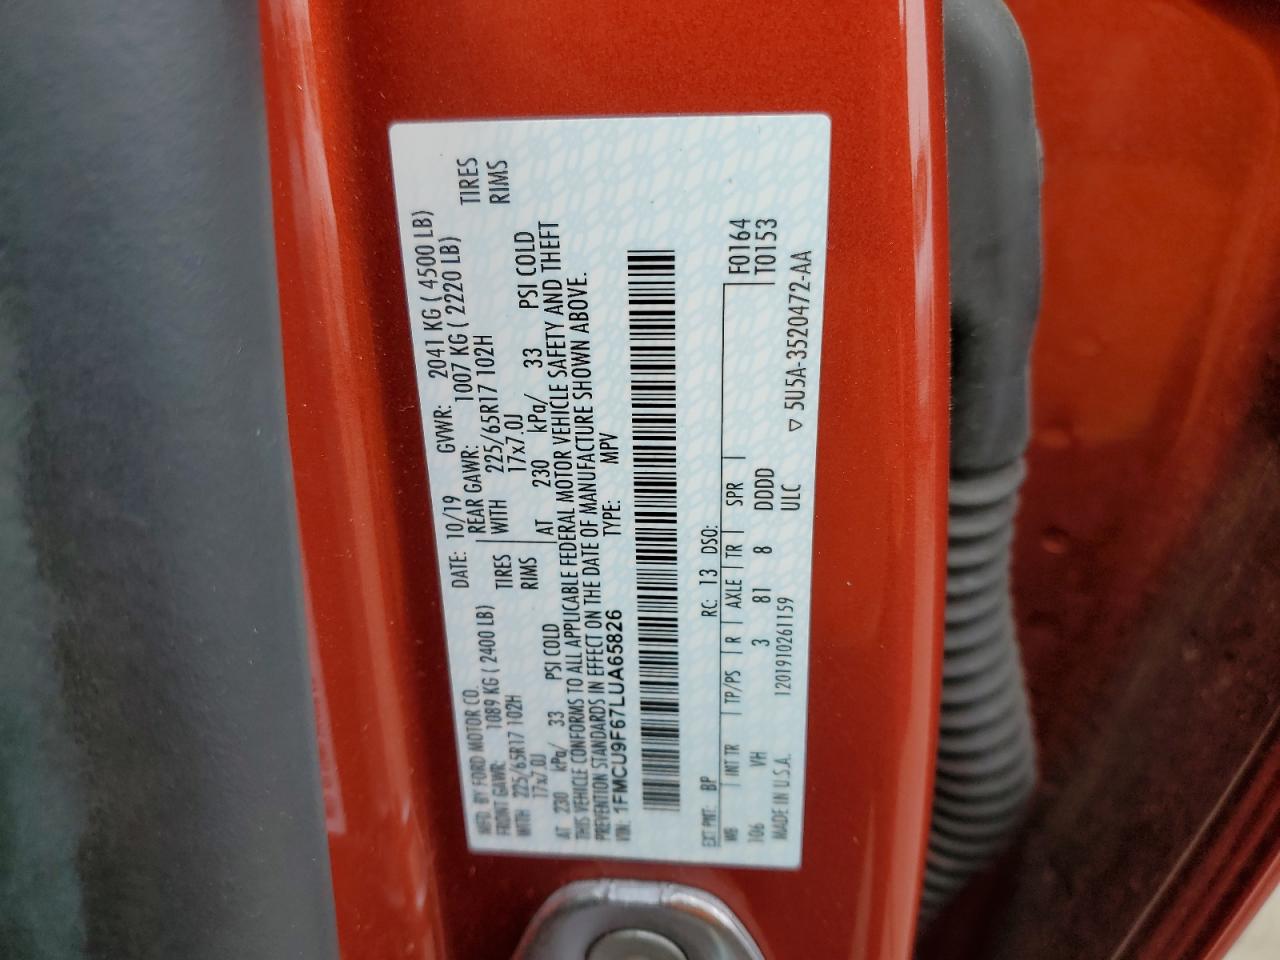 MFD. BY FORD MOTOR CO.
DATE: 10/19 GVWR: 2041 KG ( 4500 LB)
FRONT GAWR: 1089 KG ( 2400 LB) REAR GAWR: 1007 KG ( 2220 LB)
WITH 225/65R17 102H TIRES WITH 225/65R17 102H TIRES
17x7.0J RIMS 17x7.0J RIMS
AT 230 kPa/ 33 PSI COLD AT 230 kPa/ 33 PSI COLD
THIS VEHICLE CONFORMS TO ALL APPLICABLE FEDERAL MOTOR VEHICLE SAFETY AND THEFT
PREVENTION STANDARDS IN EFFECT ON THE DATE OF MANUFACTURE SHOWN ABOVE.
VIN: 1FMCU9F67LUA65826 TYPE: MPV
EXT PNT: BP RC: 13 DSO: F0164
WB INT TR TP/PS R AXLE TR SPR T0153
106 VH 3 81 8 DDDD
MADE IN U.S.A. 1201910261159 ULC ▽ 5U5A-3520472-AA